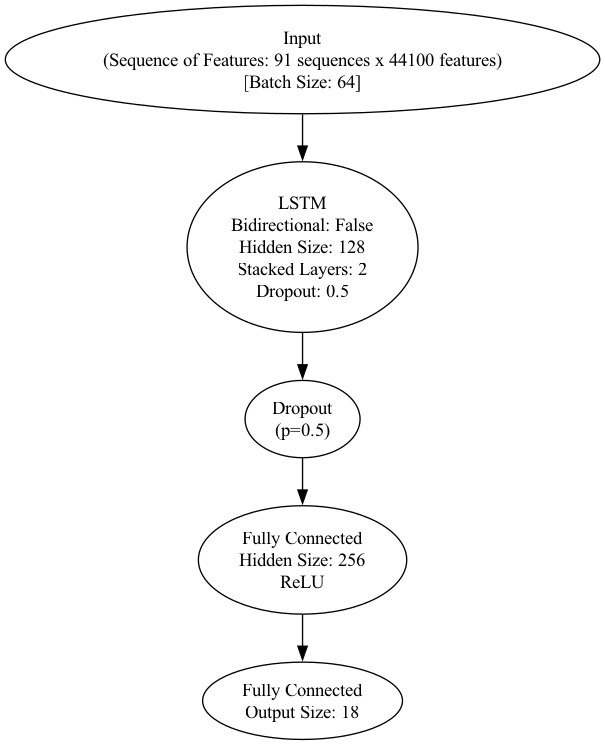 Input
(Sequence of Features: 91 sequences x 44100 features)
[Batch Size: 64]
LSTM
Bidirectional: False
Hidden Size: 128
Stacked Layers: 2
Dropout: 0.5
Dropout
(p=0.5)
Fully Connected
Hidden Size: 256
ReLU
Fully Connected
Output Size: 18